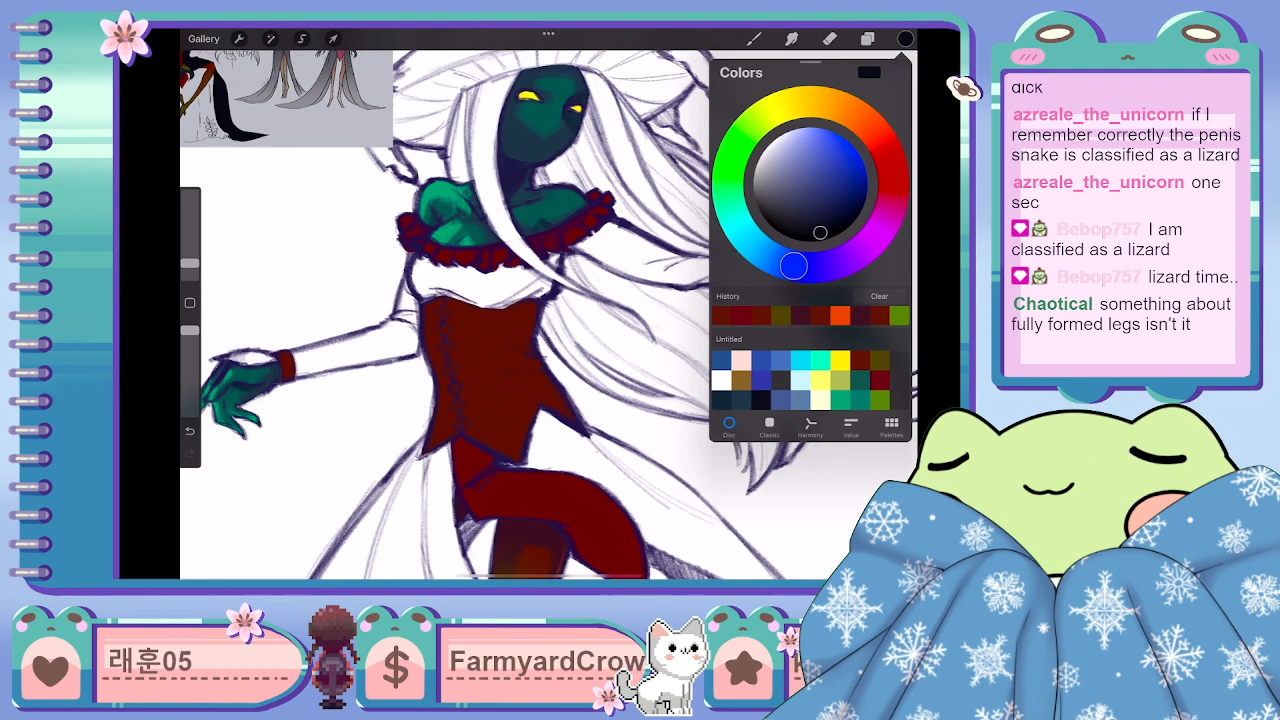 Gallery
Colors
History
Clear
Untitled
Disc
Classic
Harmony
Value
Palettes
dick
azreale_the_unicorn if I
remember correctly the penis
snake is classified as a lizard
azreale_the_unicorn one
sec
Bebop757 I am
classified as a lizard
Bebop757 lizard time..
Chaotical something about
fully formed legs isn't it
래훈05
$
FarmyardCrow